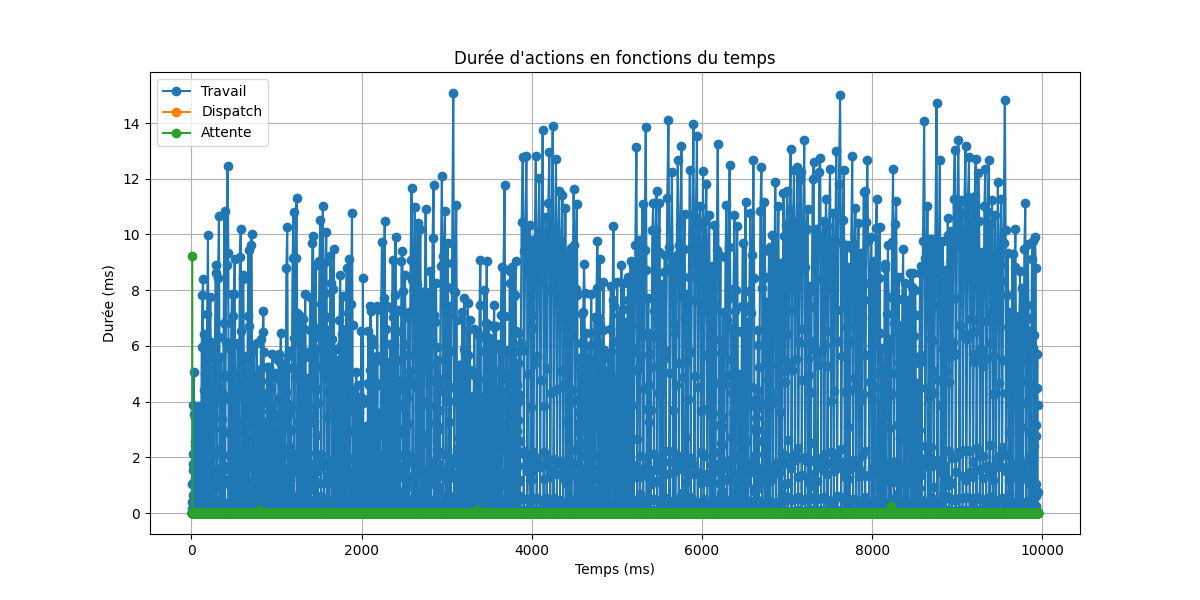 Durée d'actions en fonctions du temps
Travail
Dispatch
Attente
Durée (ms)
14
12
10
8
6
4
2
0
0 2000 4000 6000 8000 10000
Temps (ms)